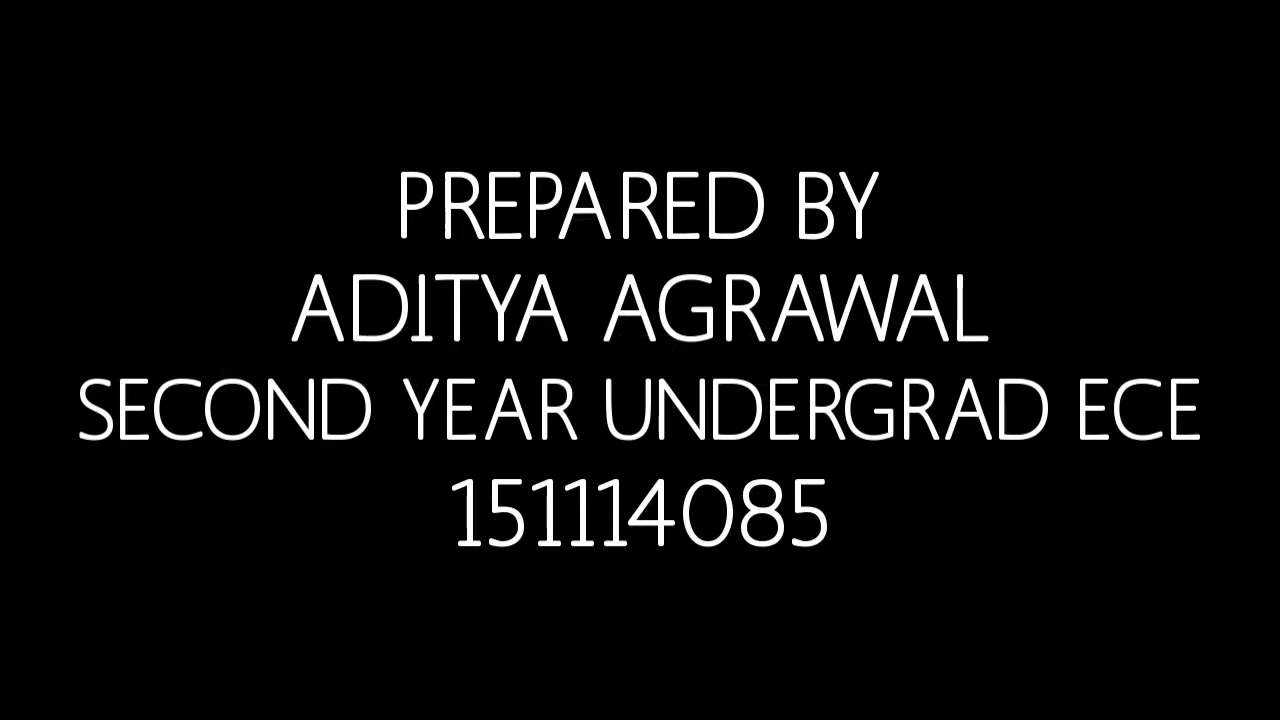 PREPARED BY
ADITYA AGRAWAL
SECOND YEAR UNDERGRAD ECE
151114085